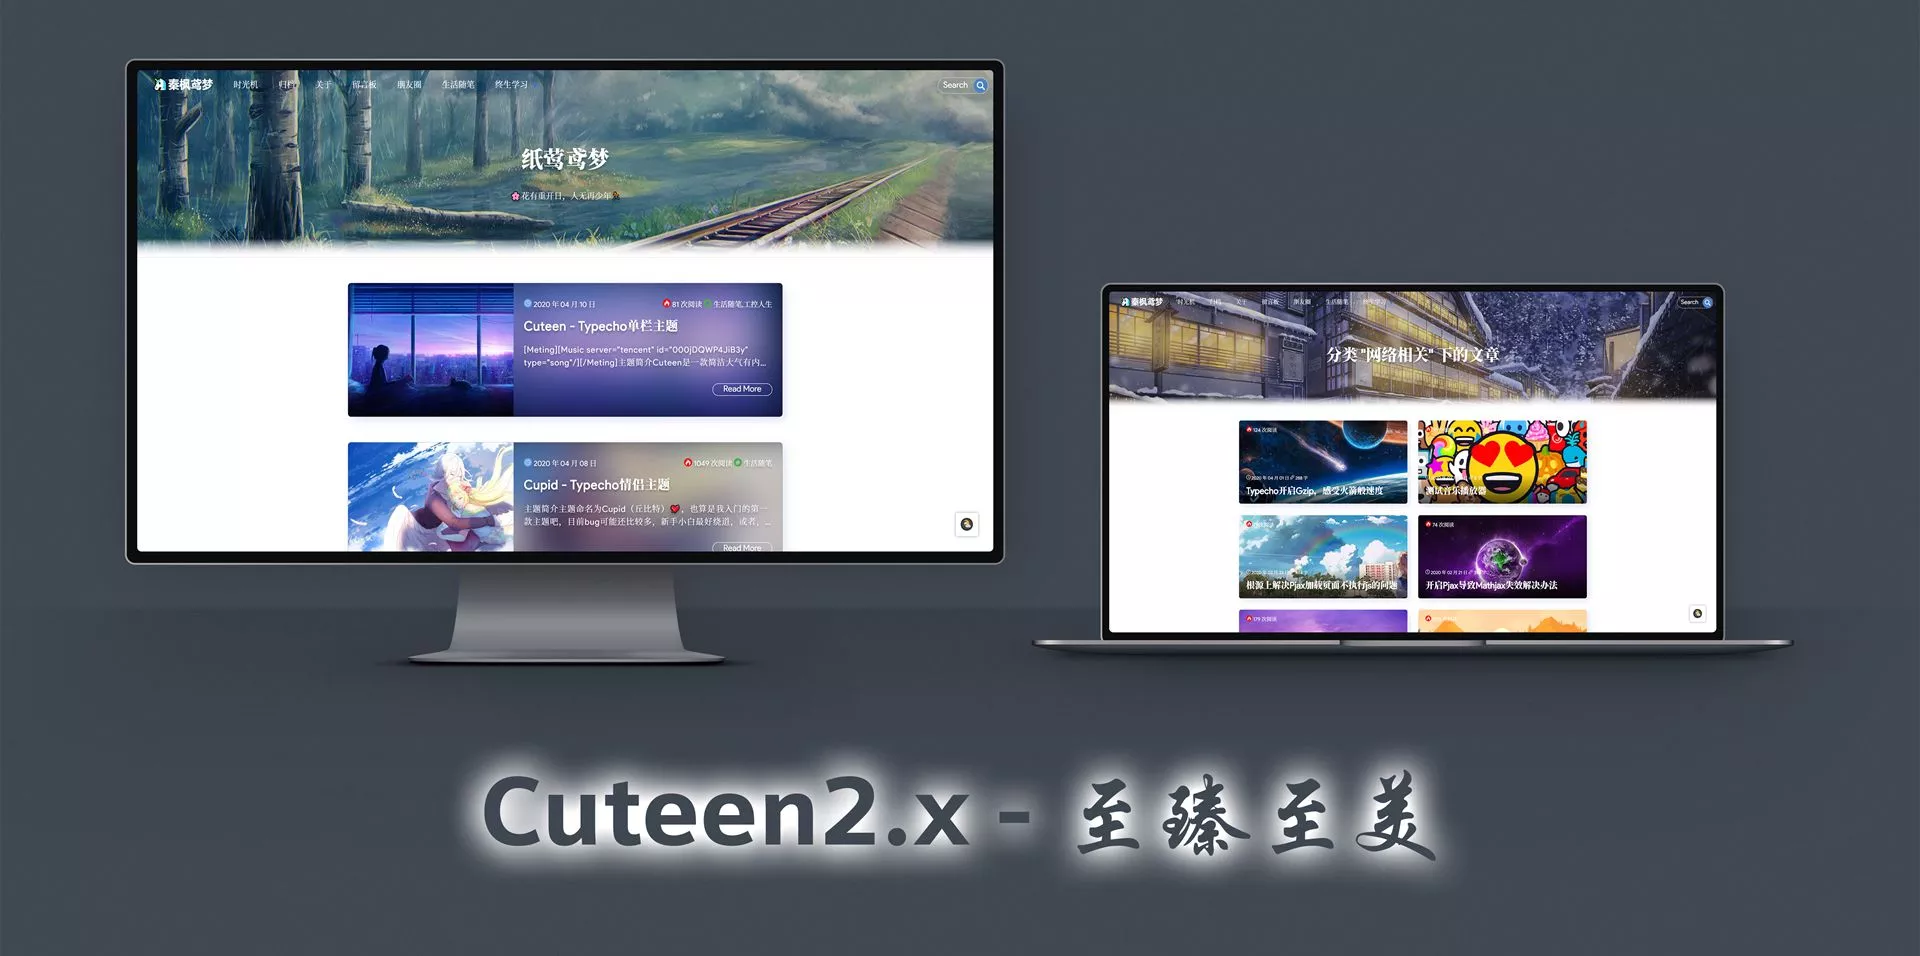 秦枫鸢梦 时光机 归档 关于 留言板 朋友圈 生活随笔 终生学习 Search
纸莺鸢梦
花有重开日，人无再少年
2020 年 04 月 10 日 81 次阅读 生活随笔,工控人生
Cuteen - Typecho单栏主题
[Meting][Music server="tencent" id="000jDQWP4JiB3y"
type="song"/][/Meting]主题简介Cuteen是一款简洁大气有内...
Read More
2020 年 04 月 08 日 1049 次阅读 生活随笔
Cupid - Typecho情侣主题
主题简介主题命名为Cupid（丘比特）❤，也算是我入门的第一
款主题吧，目前bug可能还比较多，新手小白最好绕道，或者，...
Read More
秦枫鸢梦 时光机 归档 关于 留言板 朋友圈 生活随笔 终生学习 Search
分类 "网络相关" 下的文章
124 次阅读
2020 年 04 月 01 日 288 字
Typecho开启Gzip，感受火箭般速度
测试音乐播放器
根源上解决Pjax加载页面不执行js的问题
74 次阅读
2020 年 02 月 21 日
开启Pjax导致Mathjax失效解决办法
179 次阅读
Cuteen2.x - 至臻至美